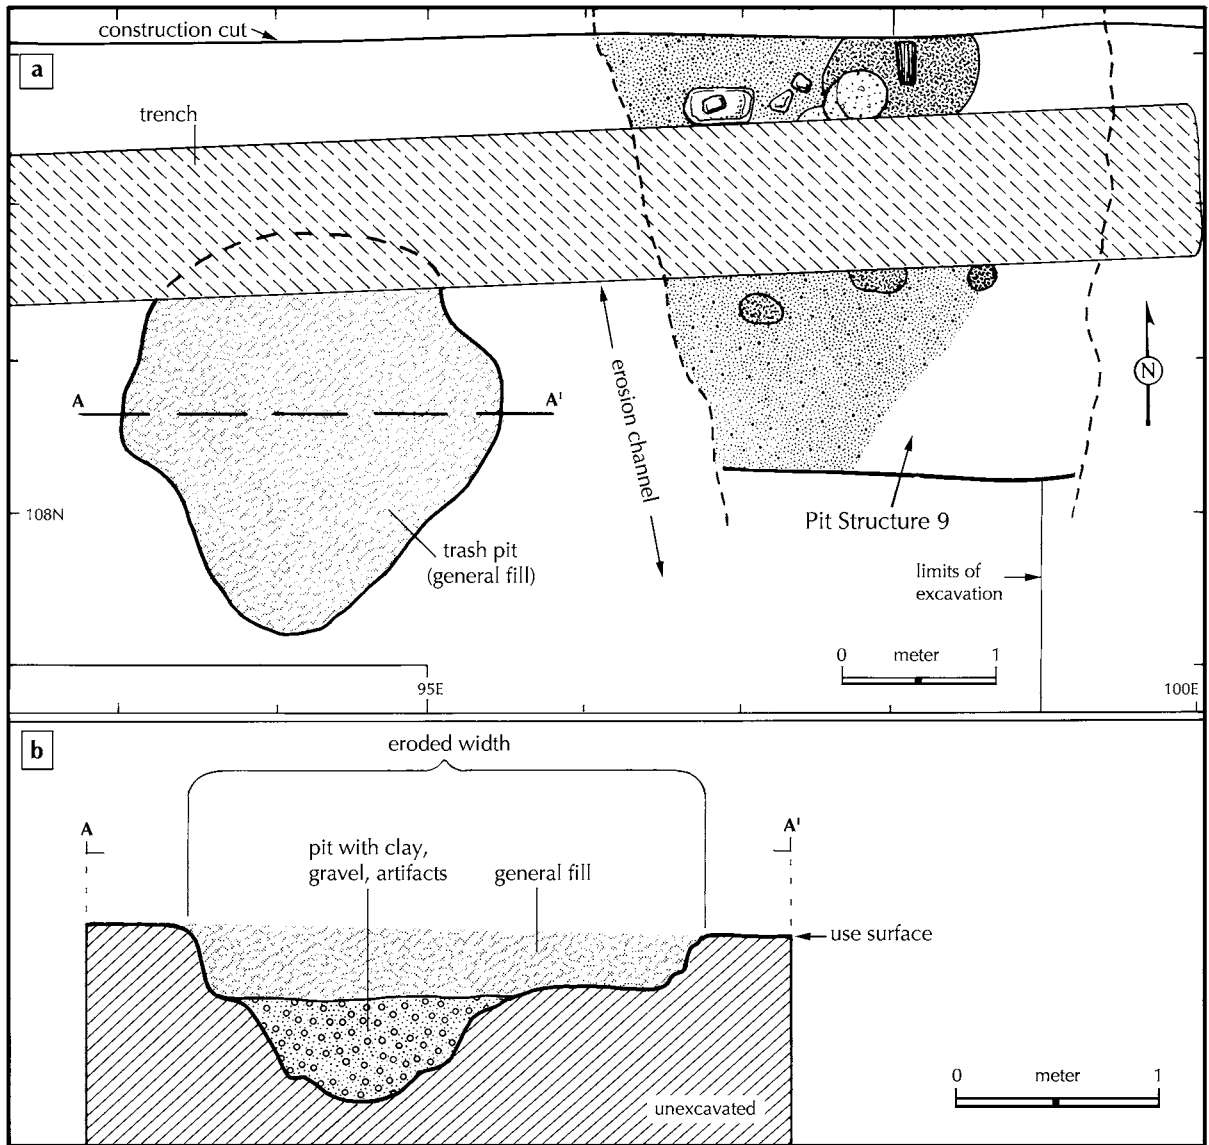 construction cut
a
trench
erosion channel
N
A A'
108N
Pit Structure 9
trash pit
(general fill)
limits of
excavation
0 meter 1
95E
100E
b
eroded width
A
A'
pit with clay,
gravel, artifacts
general fill
use surface
0 meter 1
unexcavated